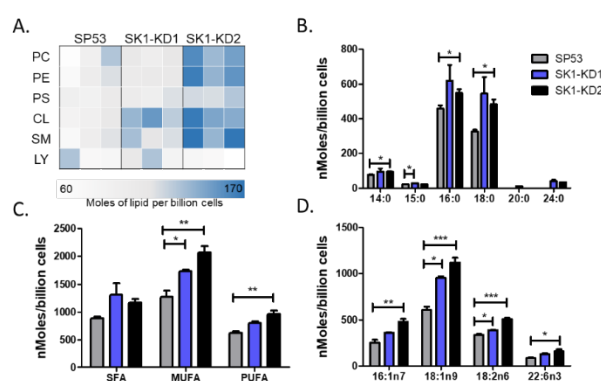 A.
SP53 SK1-KD1 SK1-KD2
PC
PE
PS
CL
SM
LY
60 170
Moles of lipid per billion cells
B.
nMoles/billion cells
800
600
400
200
0
* * * *
14:0 15:0 16:0 18:0 20:0 24:0
SP53
SK1-KD1
SK1-KD2
C.
nMoles/billion cells
2500
2000
1500
1000
500
0
** * **
SFA MUFA PUFA
D.
nMoles/billion cells
1500
1000
500
0
** *** * *** * *
16:1n7 18:1n9 18:2n6 22:6n3